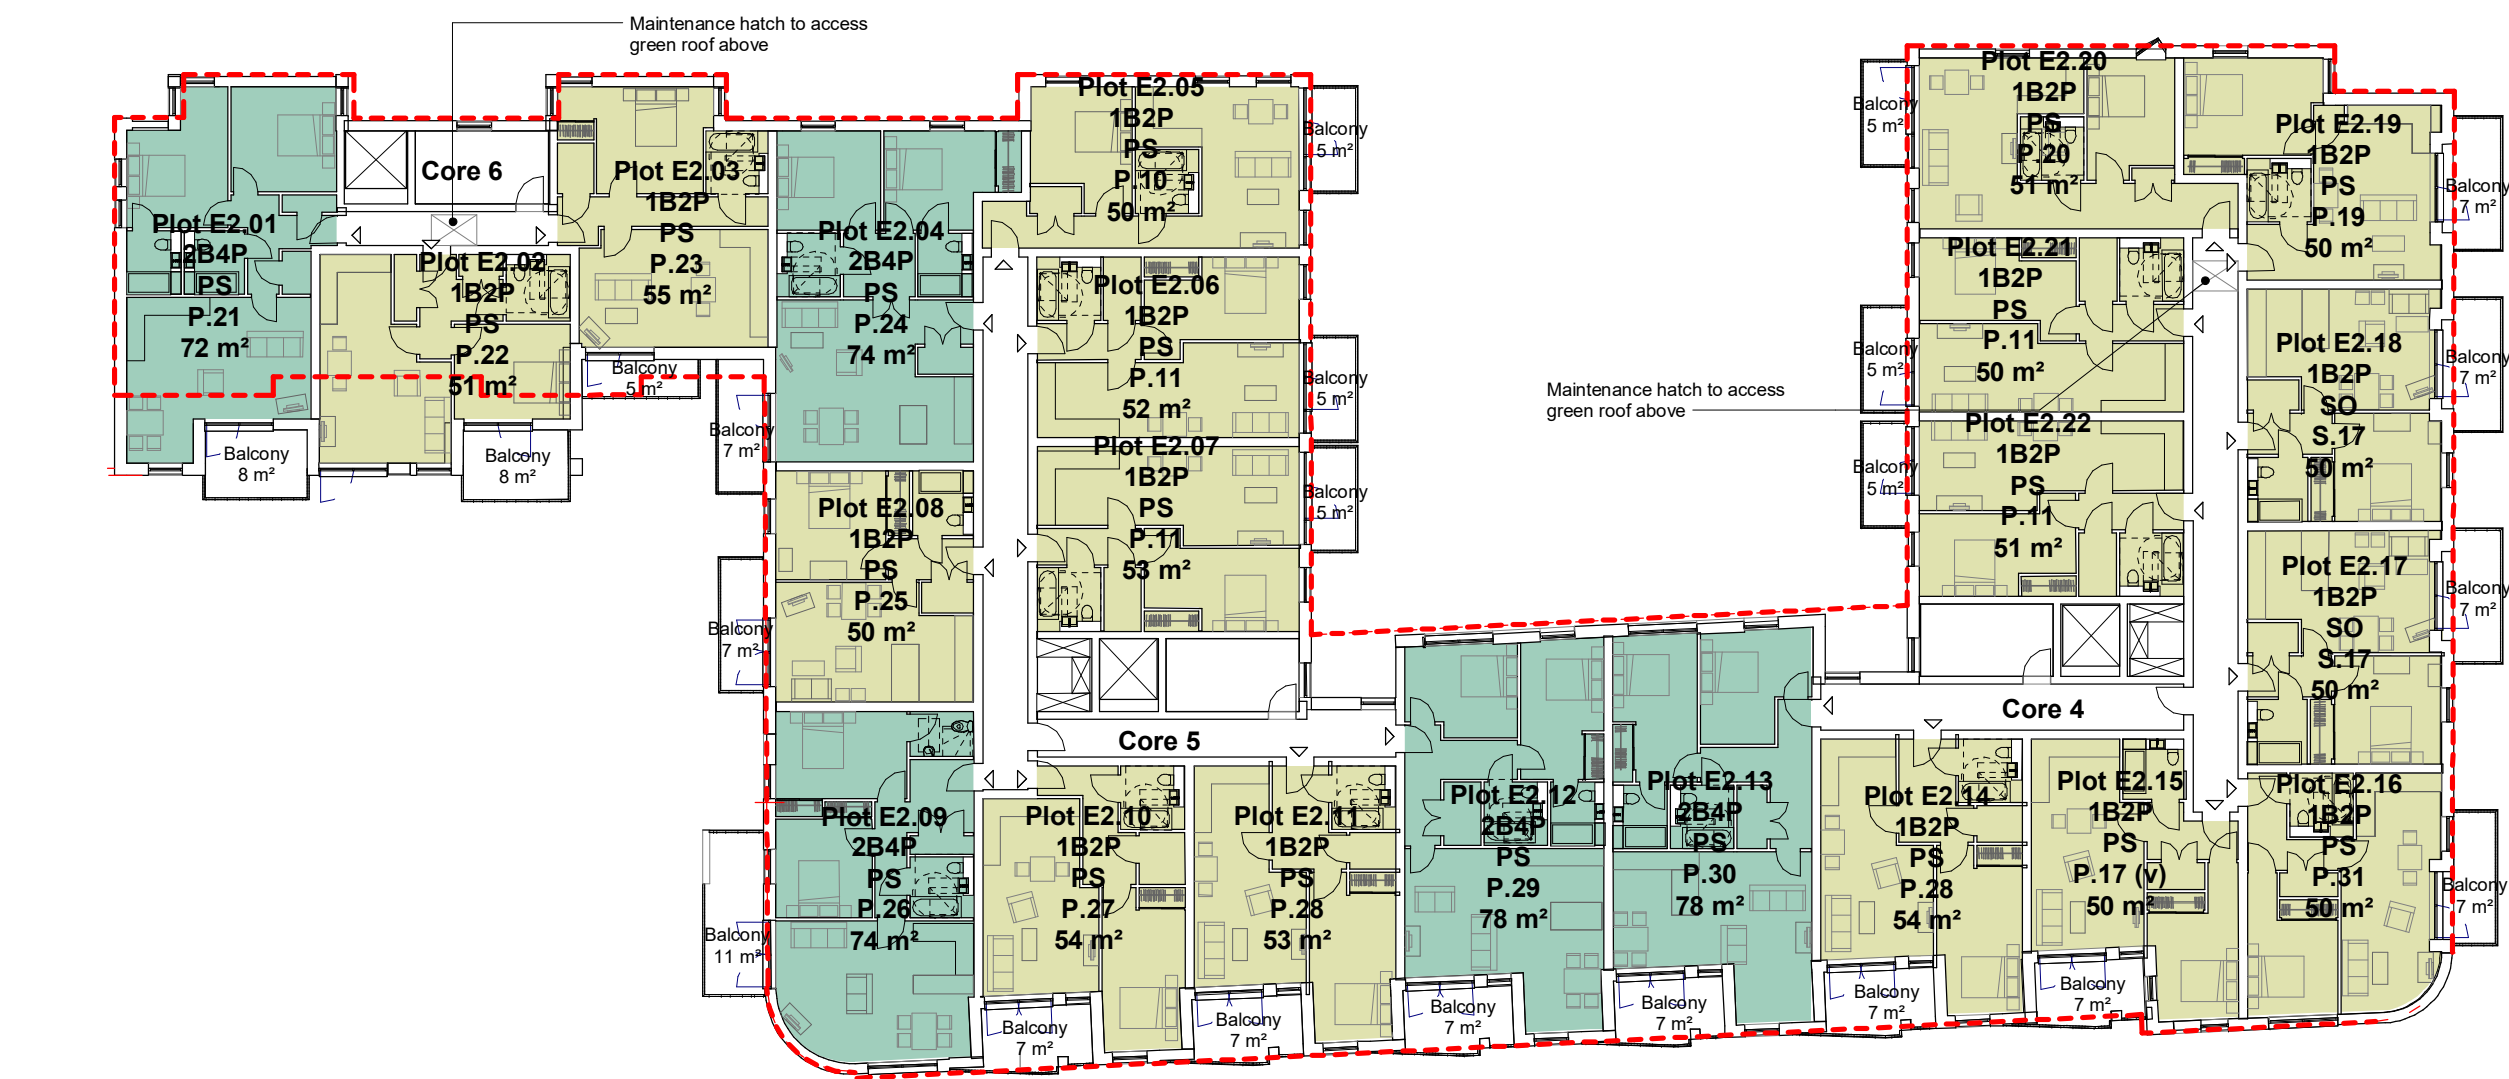 Maintenance hatch to access
green roof above
Core 6
Plot E2.01
2B4P
PS
P.21
72 m²
Balcony
8 m²
Plot E2.02
1B2P
PS
P.22
51 m²
Balcony
8 m²
Plot E2.03
1B2P
PS
P.23
55 m²
Balcony
5 m²
Plot E2.04
2B4P
PS
P.24
74 m²
Balcony
7 m²
Plot E2.05
1B2P
PS
P.10
50 m²
Balcony
5 m²
Plot E2.06
1B2P
PS
P.11
52 m²
Balcony
5 m²
Plot E2.07
1B2P
PS
P.11
53 m²
Balcony
5 m²
Plot E2.08
1B2P
PS
P.25
50 m²
Balcony
7 m²
Plot E2.09
2B4P
PS
P.26
74 m²
Balcony
11 m²
Core 5
Plot E2.10
1B2P
PS
P.27
54 m²
Balcony
7 m²
Plot E2.11
1B2P
PS
P.28
53 m²
Balcony
7 m²
Plot E2.12
2B4P
PS
P.29
78 m²
Balcony
7 m²
Plot E2.13
2B4P
PS
P.30
78 m²
Balcony
7 m²
Core 4
Plot E2.14
1B2P
PS
P.28
54 m²
Balcony
7 m²
Plot E2.15
1B2P
PS
P.17 (v)
50 m²
Balcony
7 m²
Plot E2.16
1B2P
PS
P.31
50 m²
Balcony
7 m²
Plot E2.17
1B2P
SO
S.17
50 m²
Balcony
7 m²
Plot E2.18
1B2P
SO
S.17
50 m²
Balcony
7 m²
Plot E2.19
1B2P
PS
P.19
50 m²
Balcony
7 m²
Plot E2.20
1B2P
PS
P.20
51 m²
Balcony
5 m²
Plot E2.21
1B2P
PS
P.11
50 m²
Balcony
5 m²
Plot E2.22
1B2P
PS
P.11
51 m²
Balcony
5 m²
Maintenance hatch to access
green roof above